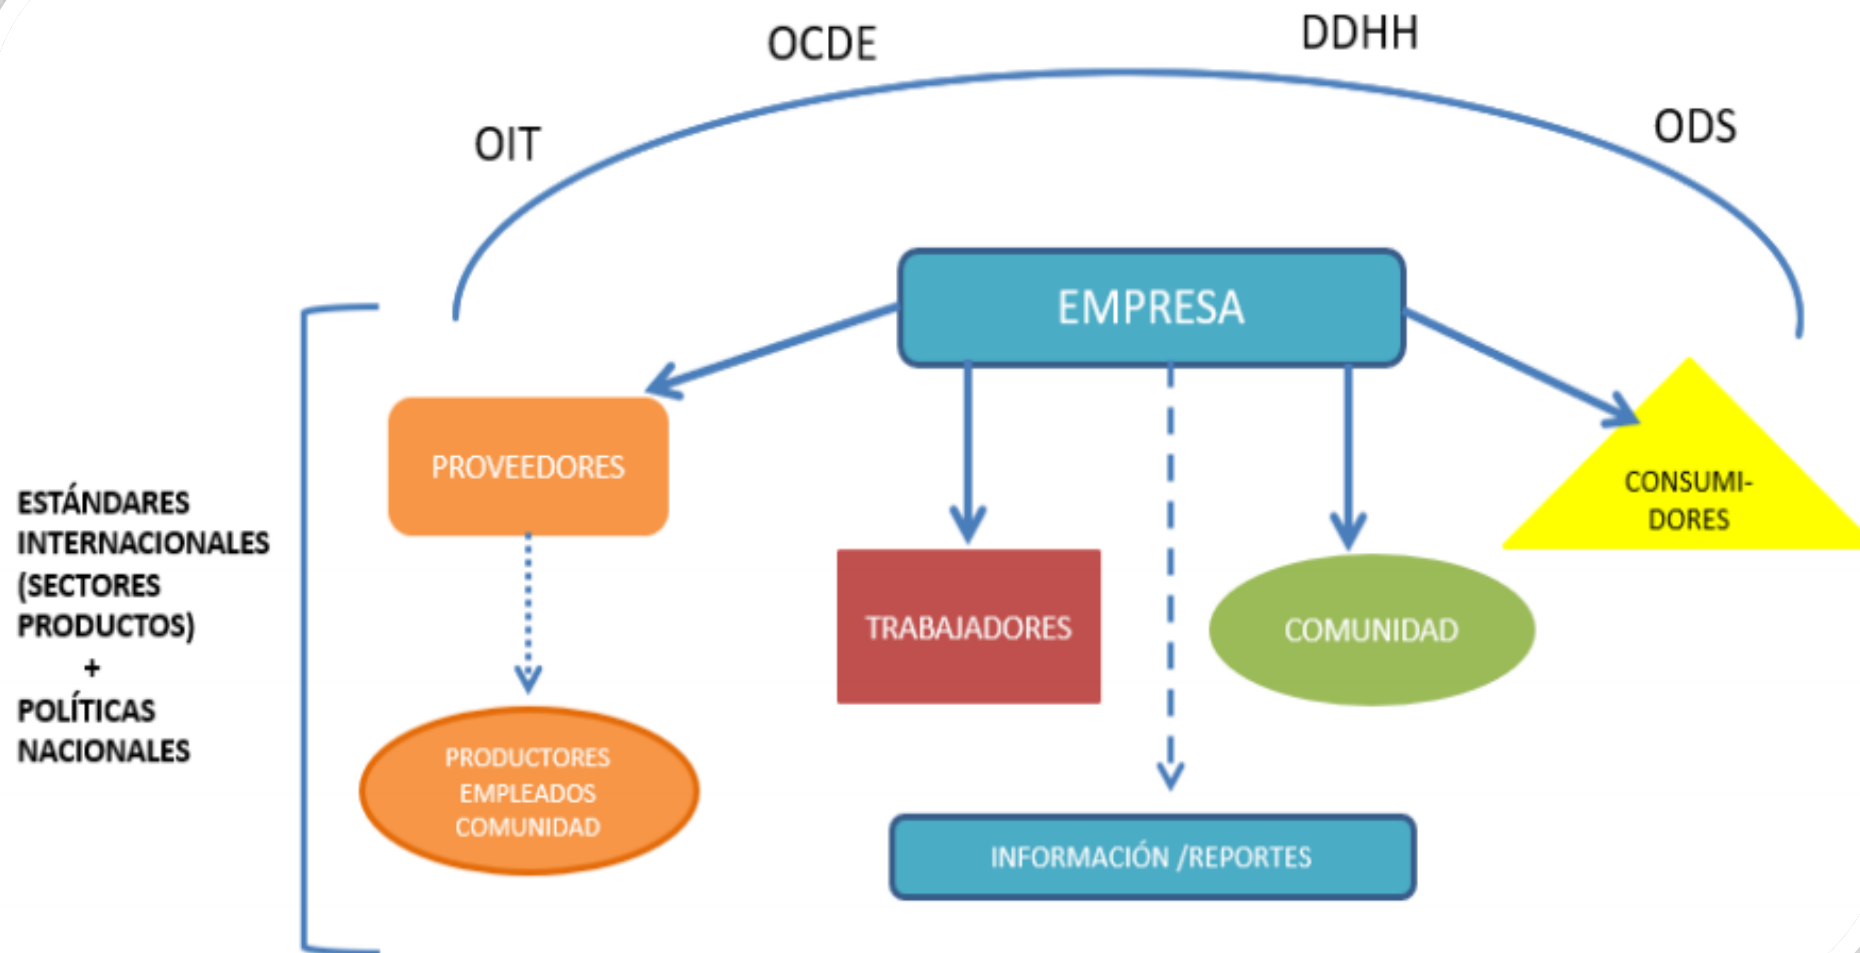 OCDE
DDHH
OIT
ODS
EMPRESA
PROVEEDORES
CONSUMI-
DORES
ESTÁNDARES
INTERNACIONALES
(SECTORES
PRODUCTOS)
+
POLÍTICAS
NACIONALES
TRABAJADORES
COMUNIDAD
PRODUCTORES
EMPLEADOS
COMUNIDAD
INFORMACIÓN /REPORTES